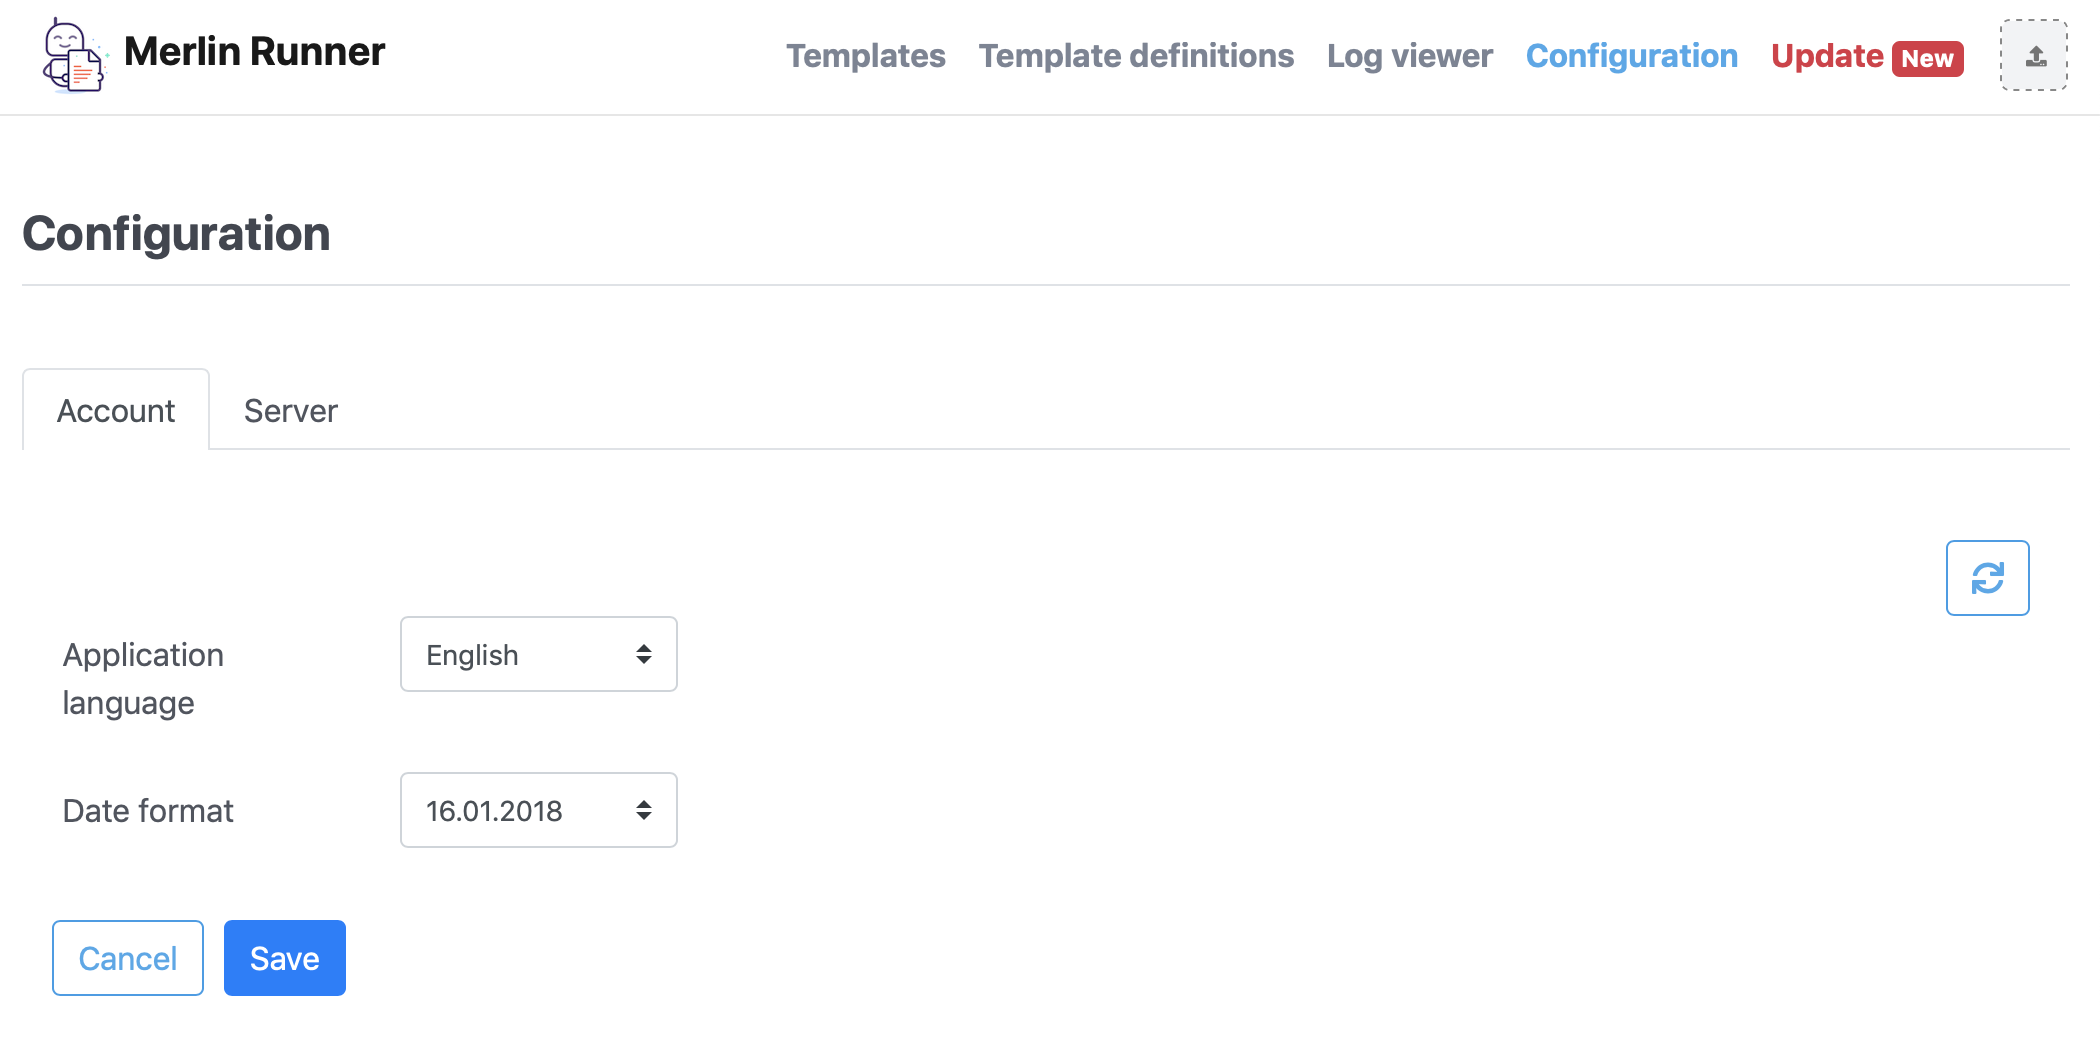 Merlin Runner
Templates Template definitions Log viewer Configuration Update New
Configuration
Account Server
Application
language
English
Date format
16.01.2018
Cancel Save